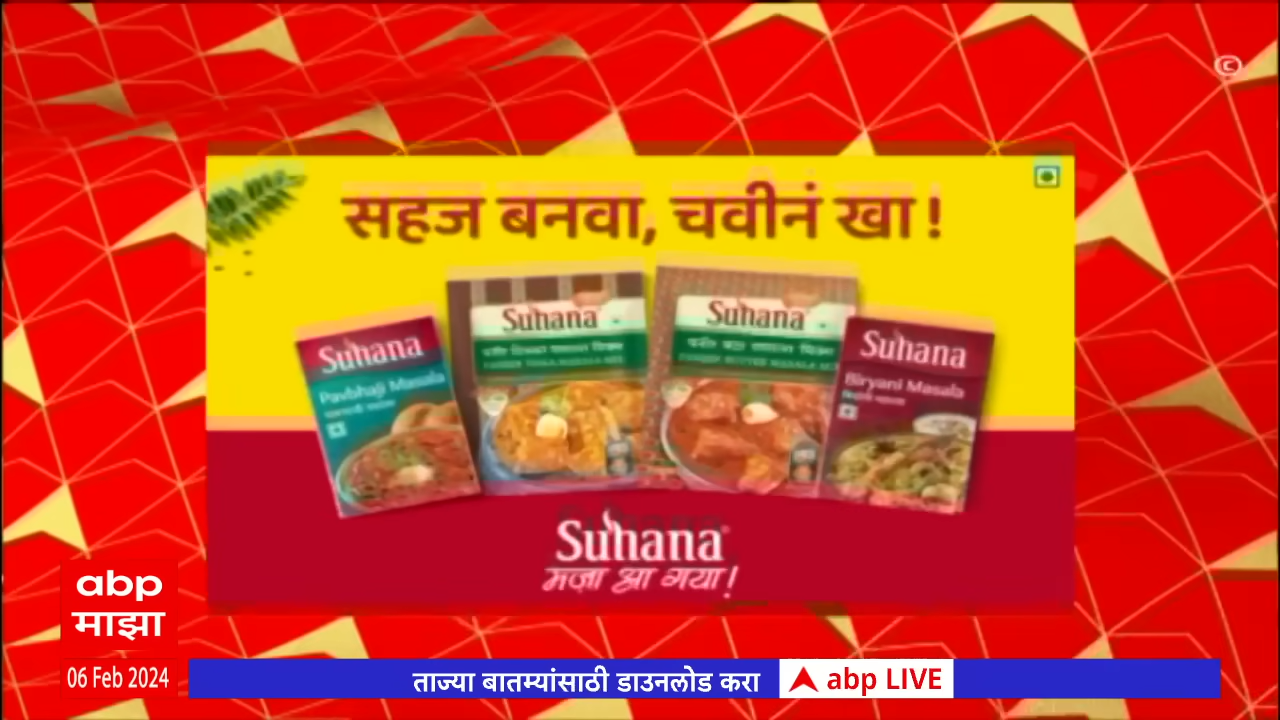 ©
सहज बनवा, चवीनं खा!
Suhana
Suhana
Suhana
Suhana
Pavbhaji Masala
Biryani Masala
Suhana
मज़ा आ गया!
abp
माझा
06 Feb 2024
ताज्या बातम्यांसाठी डाउनलोड करा abp LIVE